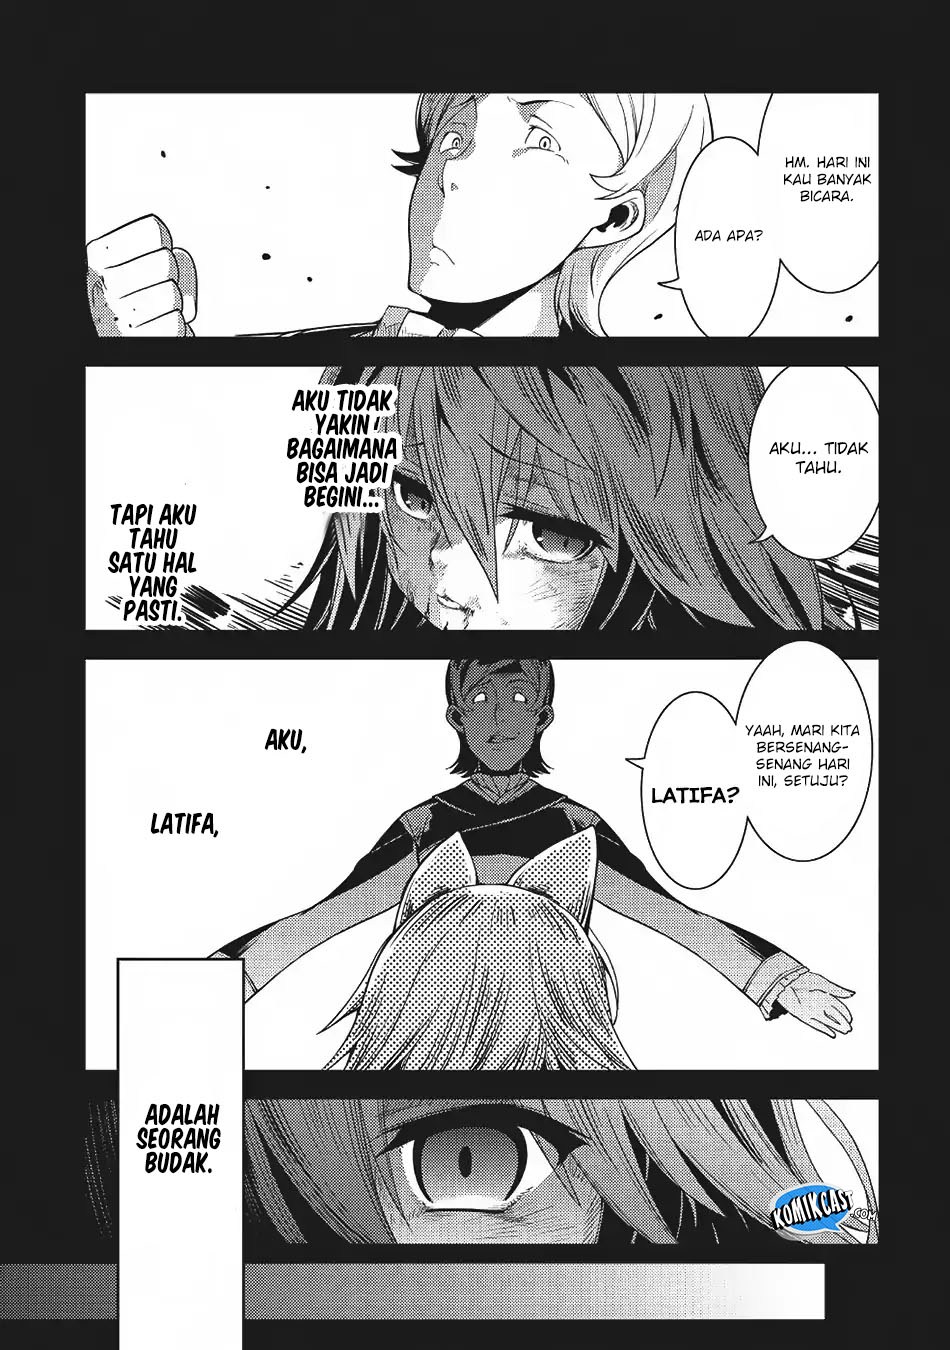 HM. HARI INI
KAU BANYAK
BICARA.
ADA APA?
AKU... TIDAK
TAHU.
AKU TIDAK
YAKIN
BAGAIMANA
BISA JADI
BEGINI...
TAPI AKU
TAHU
SATU HAL
YANG
PASTI.
YAAH, MARI KITA
BERSENANG-
SENANG HARI
INI, SETUJU?
LATIFA?
AKU,
LATIFA,
ADALAH
SEORANG
BUDAK.
KOMIKCAST
.COM